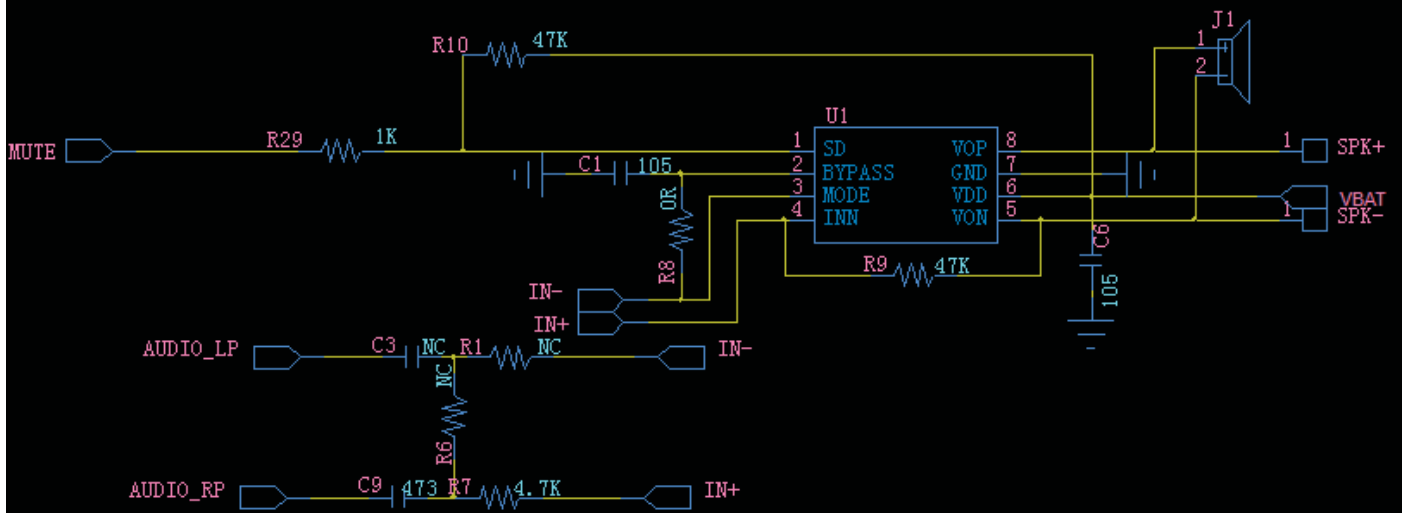 J1
R10 47K
1
2
U1
MUTE R29 1K
1 SD VOP 8
1 SPK+
C1 105
2 BYPASS GND 7
3 MODE VDD 6
VBAT
4 INN VON 5
1 SPK-
0R
R8
R9 47K
C6
105
IN-
IN+
AUDIO_LP C3 NC R1 NC IN-
NC
R6
AUDIO_RP C9 473 R7 4.7K IN+